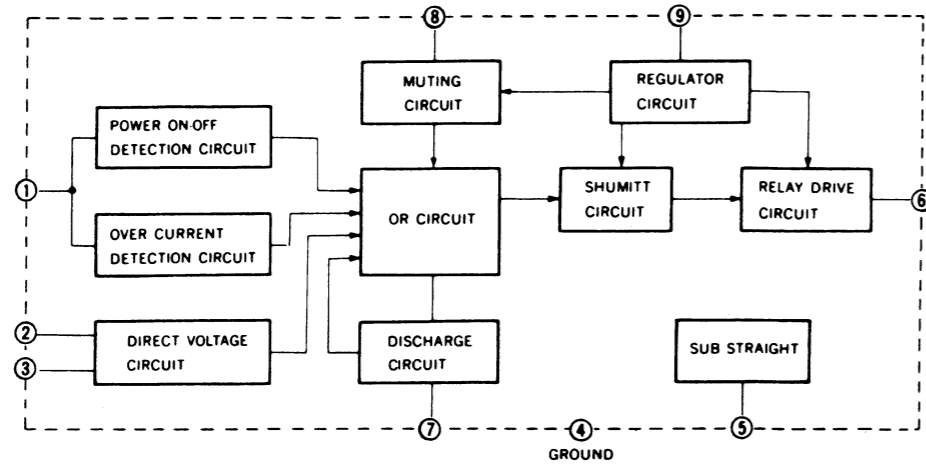 8
9
MUTING
CIRCUIT
REGULATOR
CIRCUIT
POWER ON-OFF
DETECTION CIRCUIT
1
OR CIRCUIT
SHUMITT
CIRCUIT
RELAY DRIVE
CIRCUIT
6
OVER CURRENT
DETECTION CIRCUIT
2
3
DIRECT VOLTAGE
CIRCUIT
DISCHARGE
CIRCUIT
SUB STRAIGHT
7
4
5
GROUND